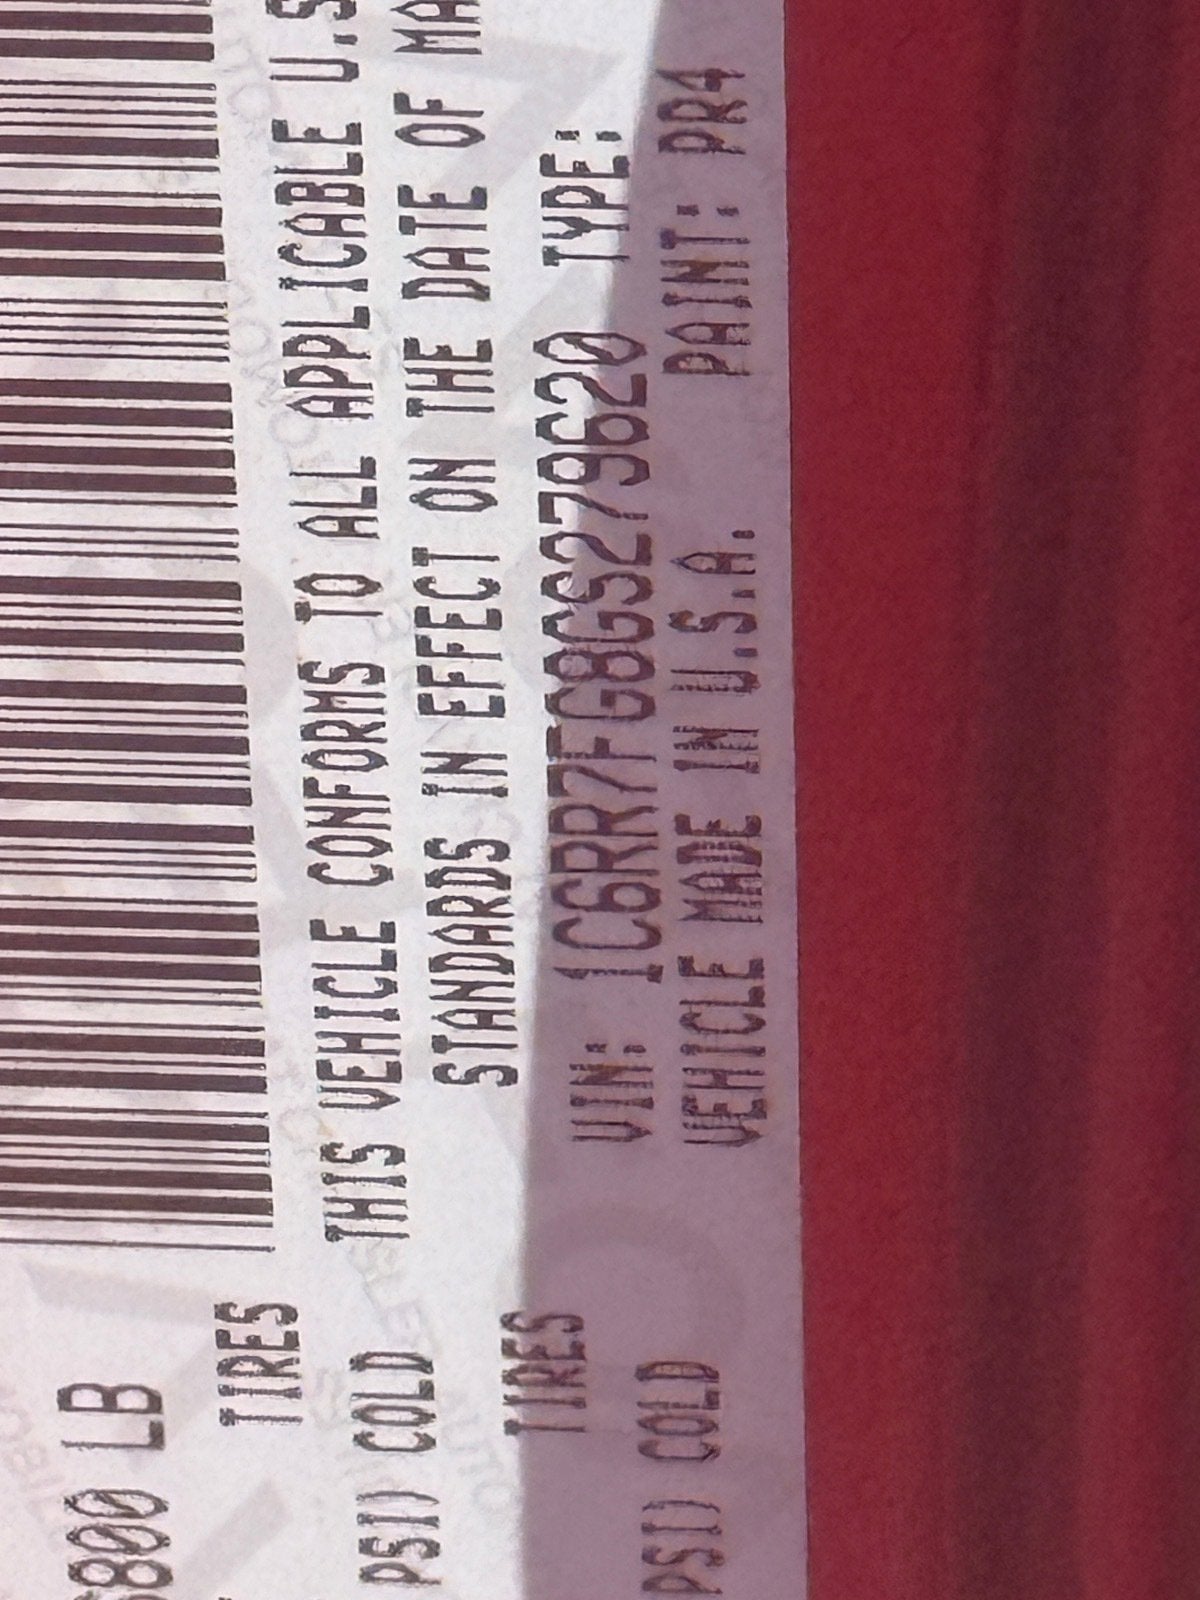 6800 LB
TIRES
PSI) COLD
TIRES
PSI) COLD
THIS VEHICLE CONFORMS TO ALL APPLICABLE U.S
STANDARDS IN EFFECT ON THE DATE OF MA
VIN: 1C6RR7FG8GS279620 TYPE:
VEHICLE MADE IN U.S.A. PAINT: PR4